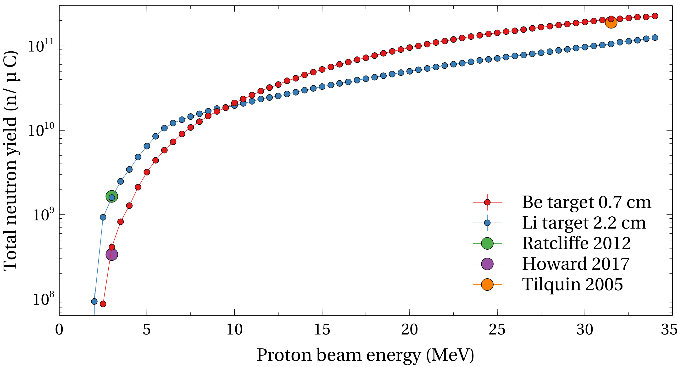 Total neutron yield (n/ μ C)
10¹¹
10¹⁰
10⁹
10⁸
Be target 0.7 cm
Li target 2.2 cm
Ratcliffe 2012
Howard 2017
Tilquin 2005
0 5 10 15 20 25 30 35
Proton beam energy (MeV)